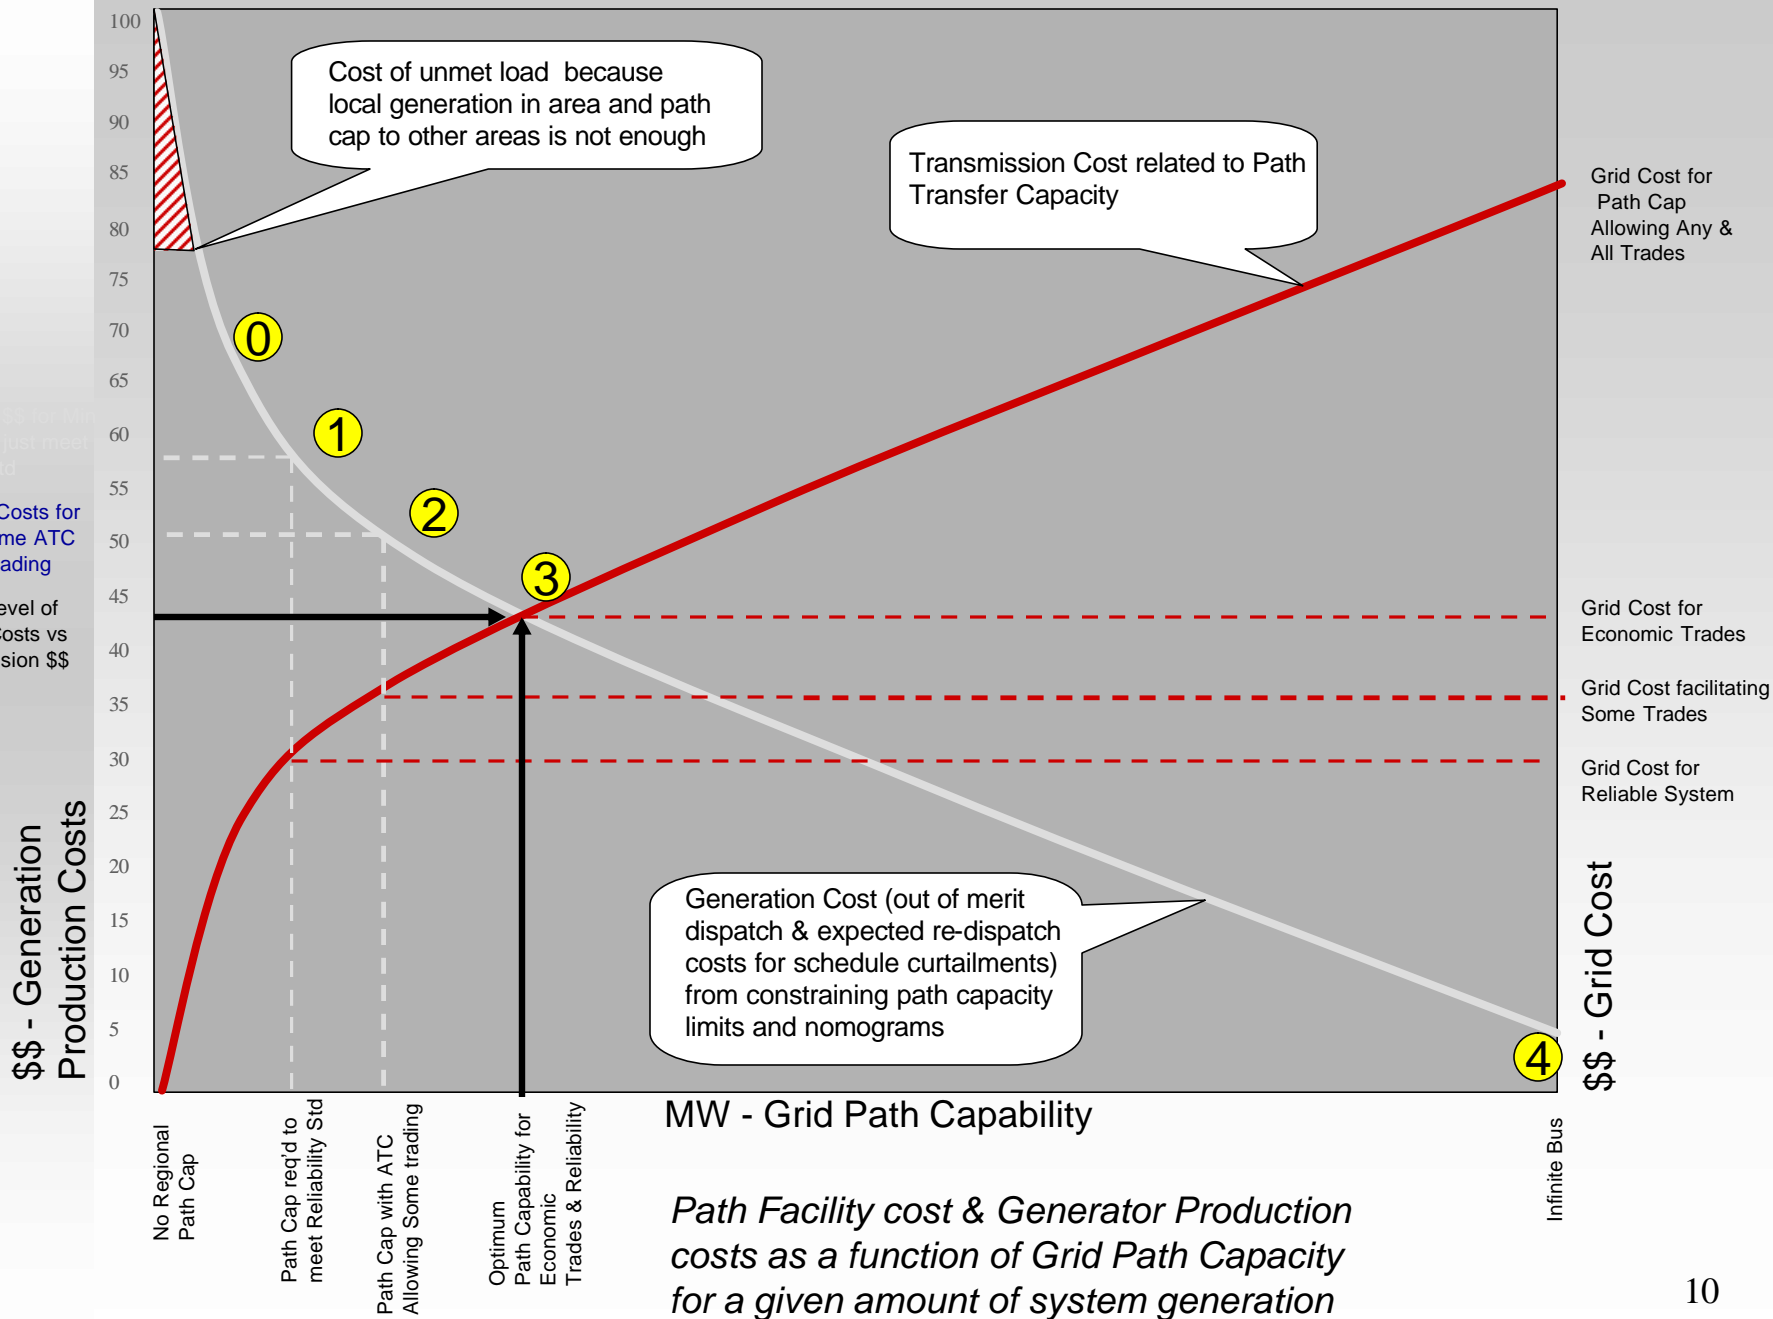 100
95
90
85
80
75
70
65
60
55
50
45
40
35
30
25
20
15
10
5
0
$$ for Min
just meet
td
Costs for
me ATC
ading
evel of
Costs vs
sion $$
$$ - Generation
Production Costs
Cost of unmet load because
local generation in area and path
cap to other areas is not enough
Transmission Cost related to Path
Transfer Capacity
0
1
2
3
4
Generation Cost (out of merit
dispatch & expected re-dispatch
costs for schedule curtailments)
from constraining path capacity
limits and nomograms
Grid Cost for
Path Cap
Allowing Any &
All Trades
Grid Cost for
Economic Trades
Grid Cost facilitating
Some Trades
Grid Cost for
Reliable System
$$ - Grid Cost
MW - Grid Path Capability
No Regional
Path Cap
Path Cap req'd to
meet Reliability Std
Path Cap with ATC
Allowing Some trading
Optimum
Path Capability for
Economic
Trades & Reliability
Infinite Bus
Path Facility cost & Generator Production
costs as a function of Grid Path Capacity
for a given amount of system generation
10